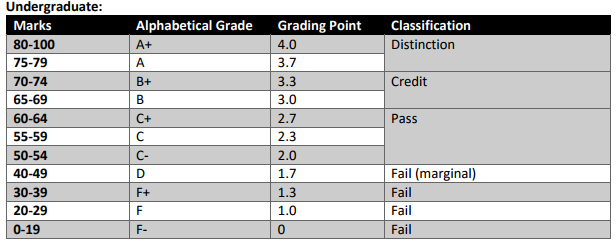 Undergraduate:
Marks Alphabetical Grade Grading Point Classification
80-100 A+ 4.0 Distinction
75-79 A 3.7
70-74 B+ 3.3 Credit
65-69 B 3.0
60-64 C+ 2.7 Pass
55-59 C 2.3
50-54 C- 2.0
40-49 D 1.7 Fail (marginal)
30-39 F+ 1.3 Fail
20-29 F 1.0 Fail
0-19 F- 0 Fail